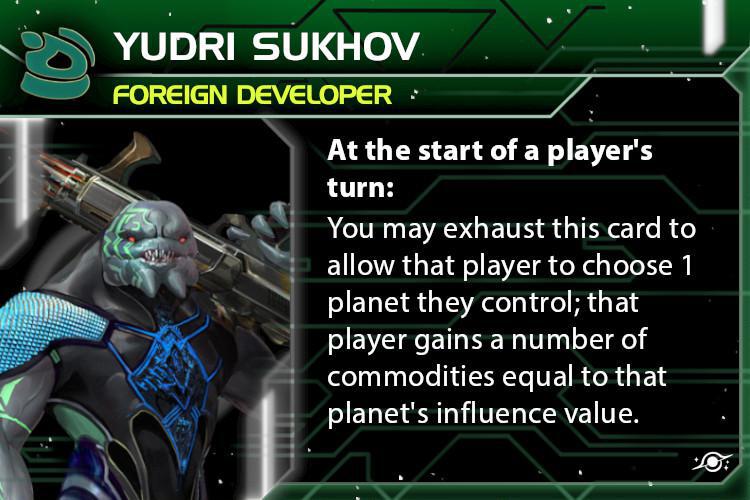 YUDRI SUKHOV
FOREIGN DEVELOPER
At the start of a player's
turn:
You may exhaust this card to
allow that player to choose 1
planet they control; that
player gains a number of
commodities equal to that
planet's influence value.